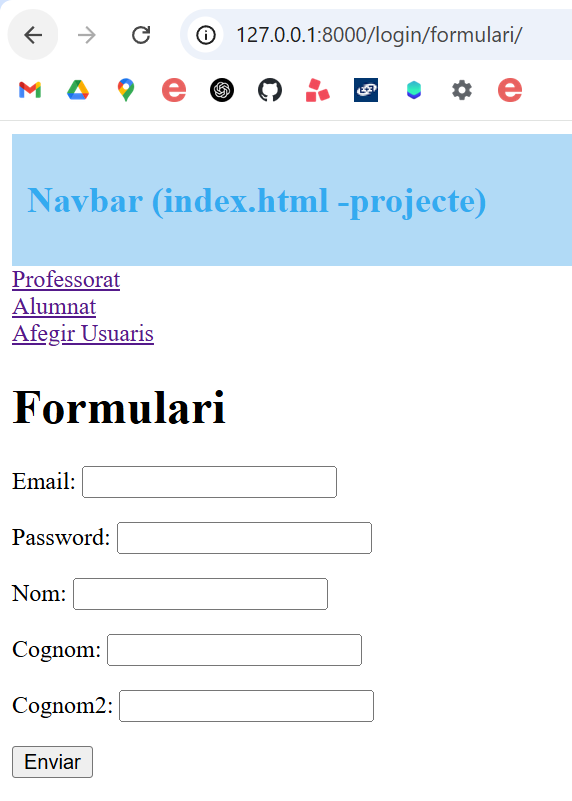 127.0.0.1:8000/login/formulari/
Navbar (index.html -projecte)
Professorat
Alumnat
Afegir Usuaris
Formulari
Email:
Password:
Nom:
Cognom:
Cognom2:
Enviar